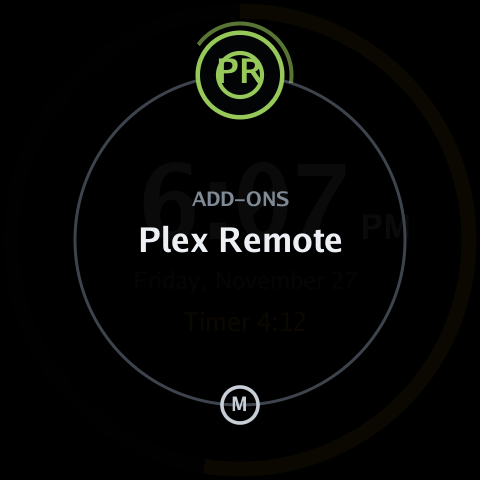 PR
6:07 PM
ADD-ONS
Plex Remote
Friday, November 27
Timer 4:12
M